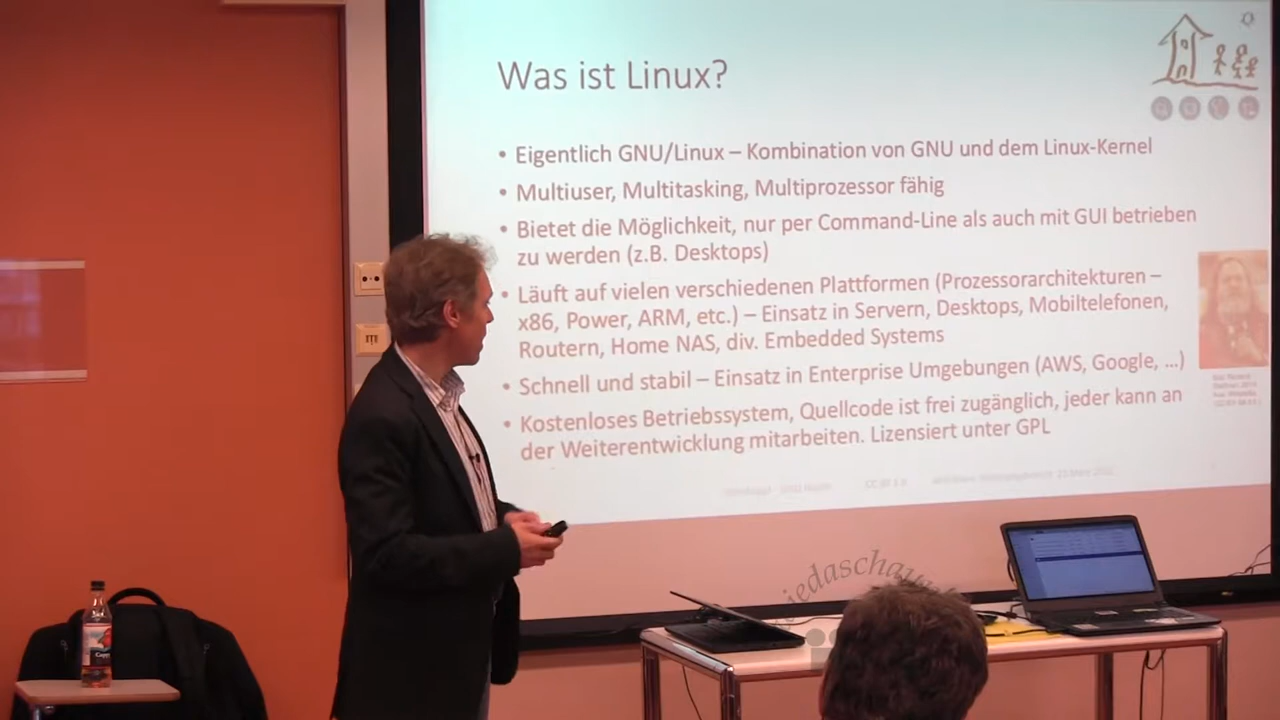 Was ist Linux?
• Eigentlich GNU/Linux – Kombination von GNU und dem Linux-Kernel
• Multiuser, Multitasking, Multiprozessor fähig
• Bietet die Möglichkeit, nur per Command-Line als auch mit GUI betrieben
zu werden (z.B. Desktops)
• Läuft auf vielen verschiedenen Plattformen (Prozessorarchitekturen –
x86, Power, ARM, etc.) – Einsatz in Servern, Desktops, Mobiltelefonen,
Routern, Home NAS, div. Embedded Systems
• Schnell und stabil – Einsatz in Enterprise Umgebungen (AWS, Google, …)
• Kostenloses Betriebssystem, Quellcode ist frei zugänglich, jeder kann an
der Weiterentwicklung mitarbeiten. Lizensiert unter GPL